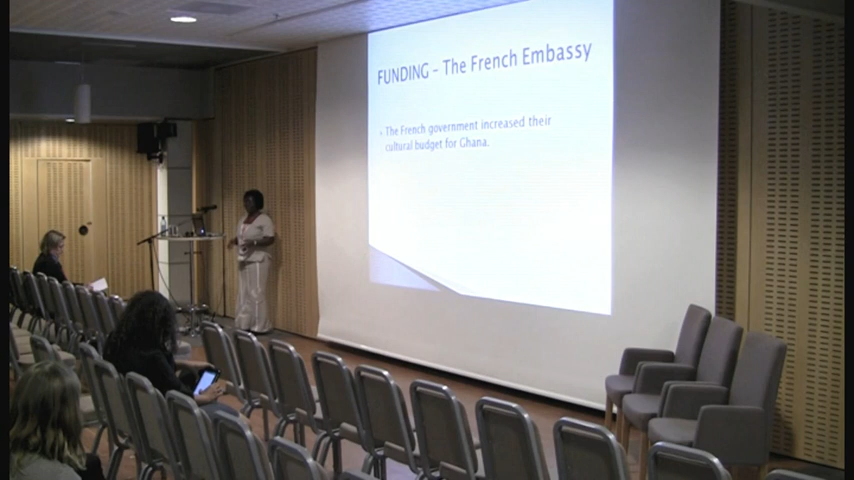 FUNDING – The French Embassy
The French government increased their
cultural budget for Ghana.